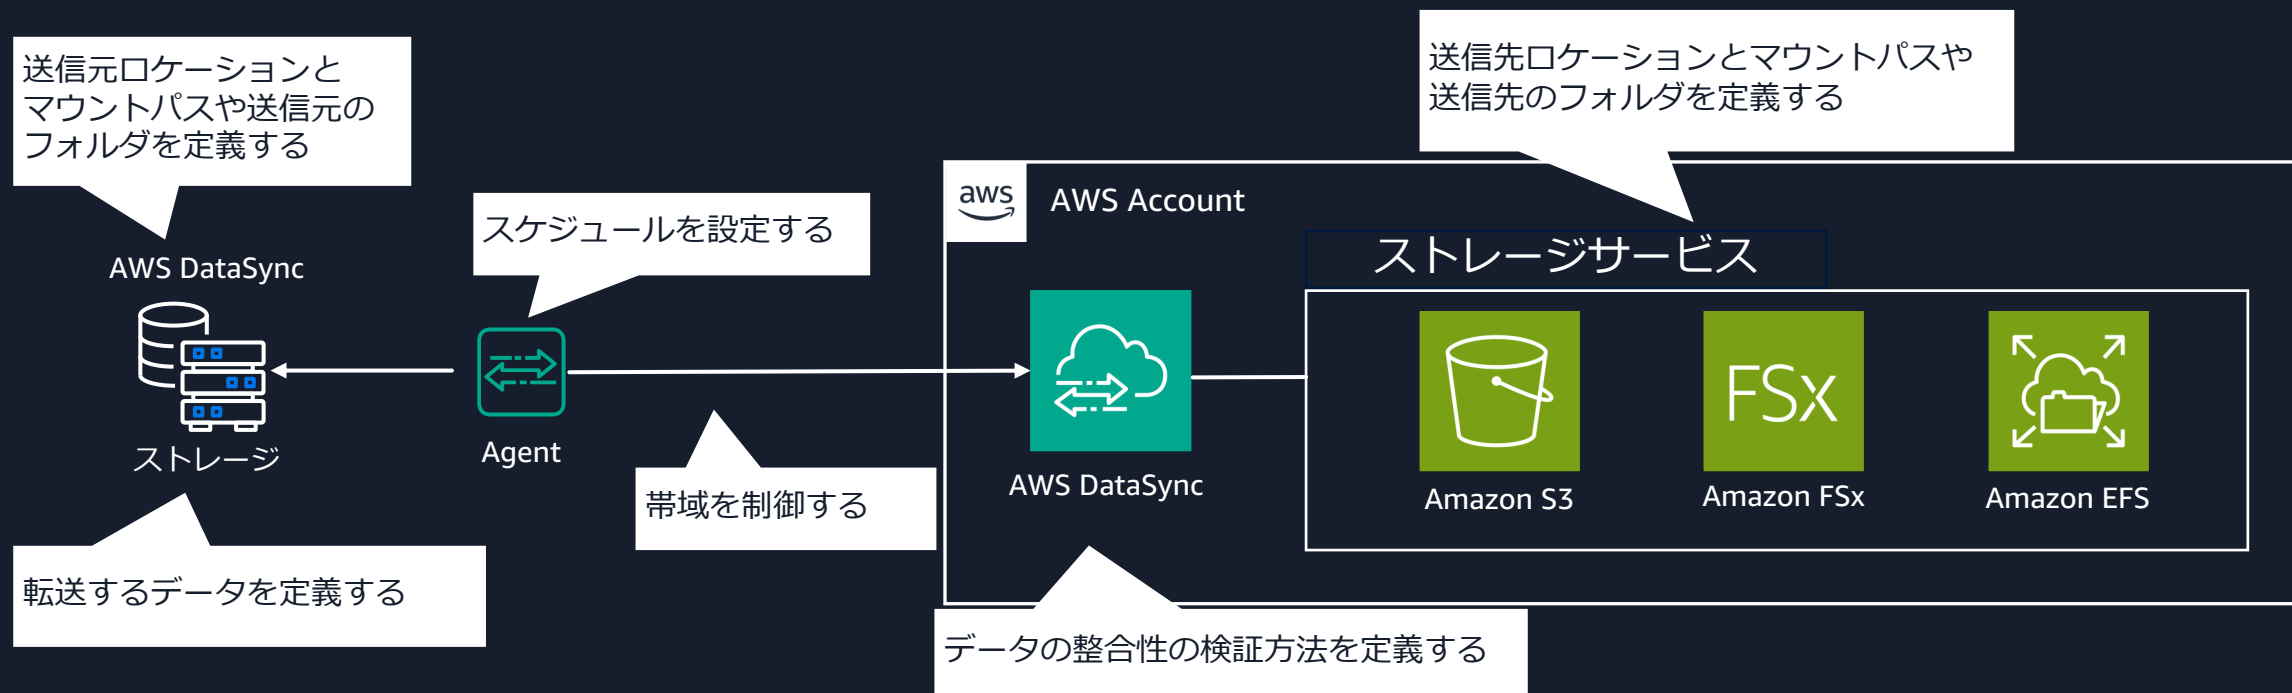 送信元ロケーションと
マウントパスや送信元の
フォルダを定義する
送信先ロケーションとマウントパスや
送信先のフォルダを定義する
スケジュールを設定する
aws
AWS Account
AWS DataSync
ストレージサービス
ストレージ
Agent
AWS DataSync
FSx
Amazon S3
Amazon FSx
Amazon EFS
帯域を制御する
転送するデータを定義する
データの整合性の検証方法を定義する